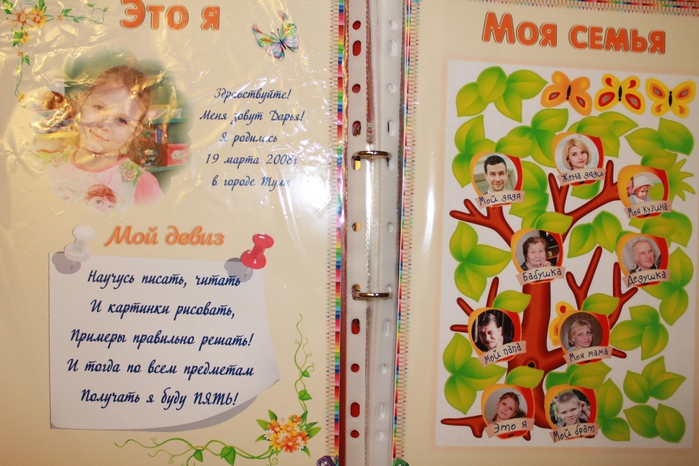 Это я
Здравствуйте!
Меня зовут Дарья!
Я родилась
19 марта 2008г
в городе Тула
Мой девиз
Научусь писать, читать
И картинки рисовать,
Примеры правильно решать!
И тогда по всем предметам
Получать я буду ПЯТЬ!
Моя семья
Жена дяди
Мой дядя
Моя кузина
Бабушка
Дедушка
Мой папа
Моя мама
Это я
Мой брат